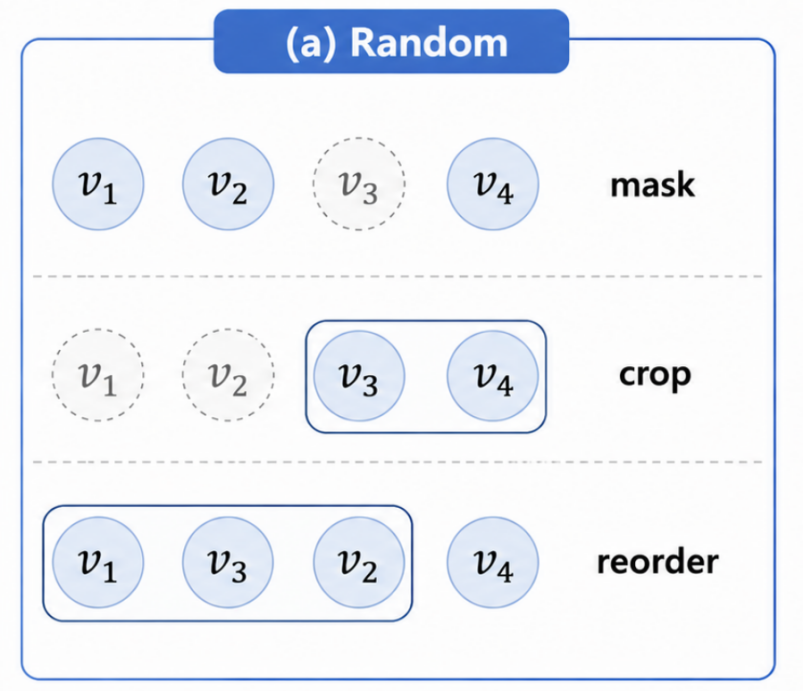 (a) Random
v₁ v₂ v₃ v₄ mask
v₁ v₂ v₃ v₄ crop
v₁ v₃ v₂ v₄ reorder